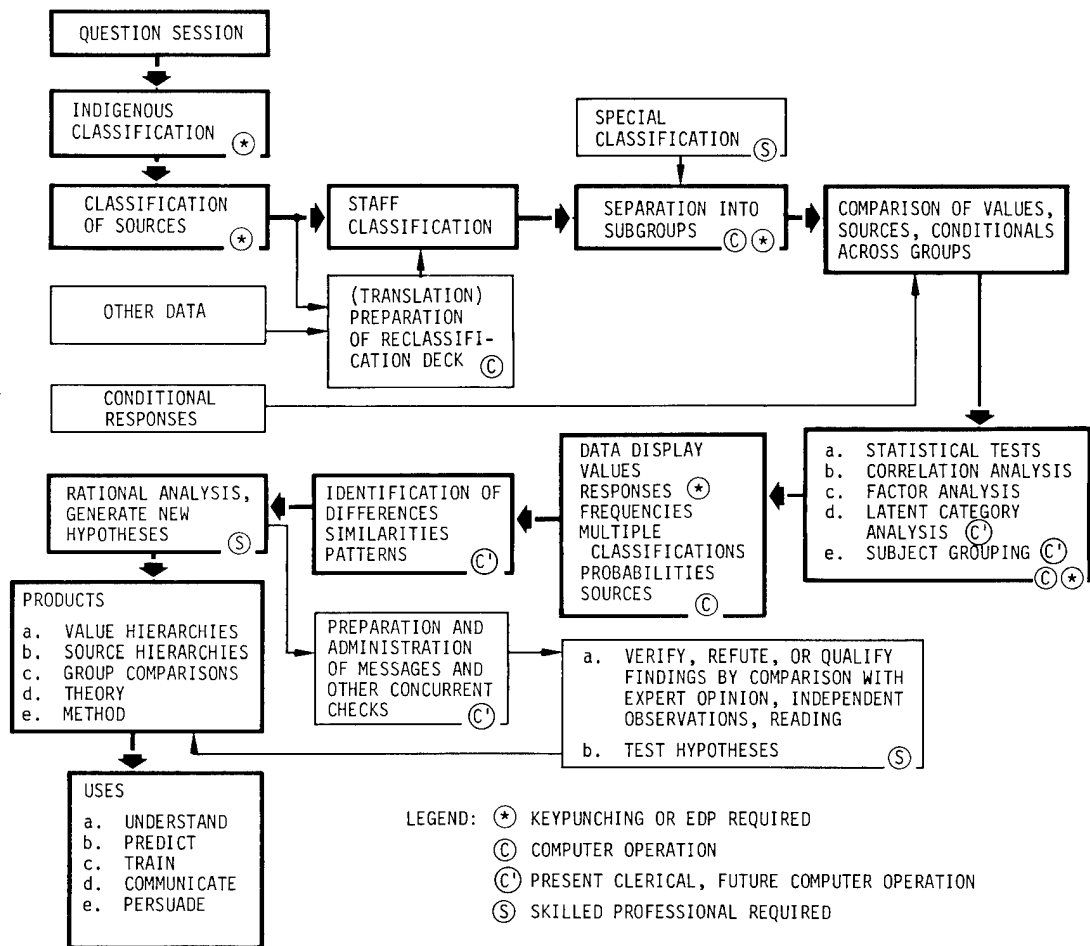 QUESTION SESSION
INDIGENOUS
CLASSIFICATION
*
CLASSIFICATION
OF SOURCES
*
STAFF
CLASSIFICATION
SPECIAL
CLASSIFICATION
S
SEPARATION INTO
SUBGROUPS
C *
COMPARISON OF VALUES,
SOURCES, CONDITIONALS
ACROSS GROUPS
OTHER DATA
(TRANSLATION)
PREPARATION
OF RECLASSIFI-
CATION DECK
C
CONDITIONAL
RESPONSES
a. STATISTICAL TESTS
b. CORRELATION ANALYSIS
c. FACTOR ANALYSIS
d. LATENT CATEGORY
ANALYSIS C'
e. SUBJECT GROUPING C'
C *
DATA DISPLAY
VALUES
RESPONSES *
FREQUENCIES
MULTIPLE
CLASSIFICATIONS
PROBABILITIES
SOURCES
C
IDENTIFICATION OF
DIFFERENCES
SIMILARITIES
PATTERNS
C'
RATIONAL ANALYSIS,
GENERATE NEW
HYPOTHESES
S
PRODUCTS
a. VALUE HIERARCHIES
b. SOURCE HIERARCHIES
c. GROUP COMPARISONS
d. THEORY
e. METHOD
PREPARATION AND
ADMINISTRATION
OF MESSAGES AND
OTHER CONCURRENT
CHECKS
C'
a. VERIFY, REFUTE, OR QUALIFY
FINDINGS BY COMPARISON WITH
EXPERT OPINION, INDEPENDENT
OBSERVATIONS, READING
b. TEST HYPOTHESES
S
USES
a. UNDERSTAND
b. PREDICT
c. TRAIN
d. COMMUNICATE
e. PERSUADE
LEGEND: * KEYPUNCHING OR EDP REQUIRED
C COMPUTER OPERATION
C' PRESENT CLERICAL, FUTURE COMPUTER OPERATION
S SKILLED PROFESSIONAL REQUIRED